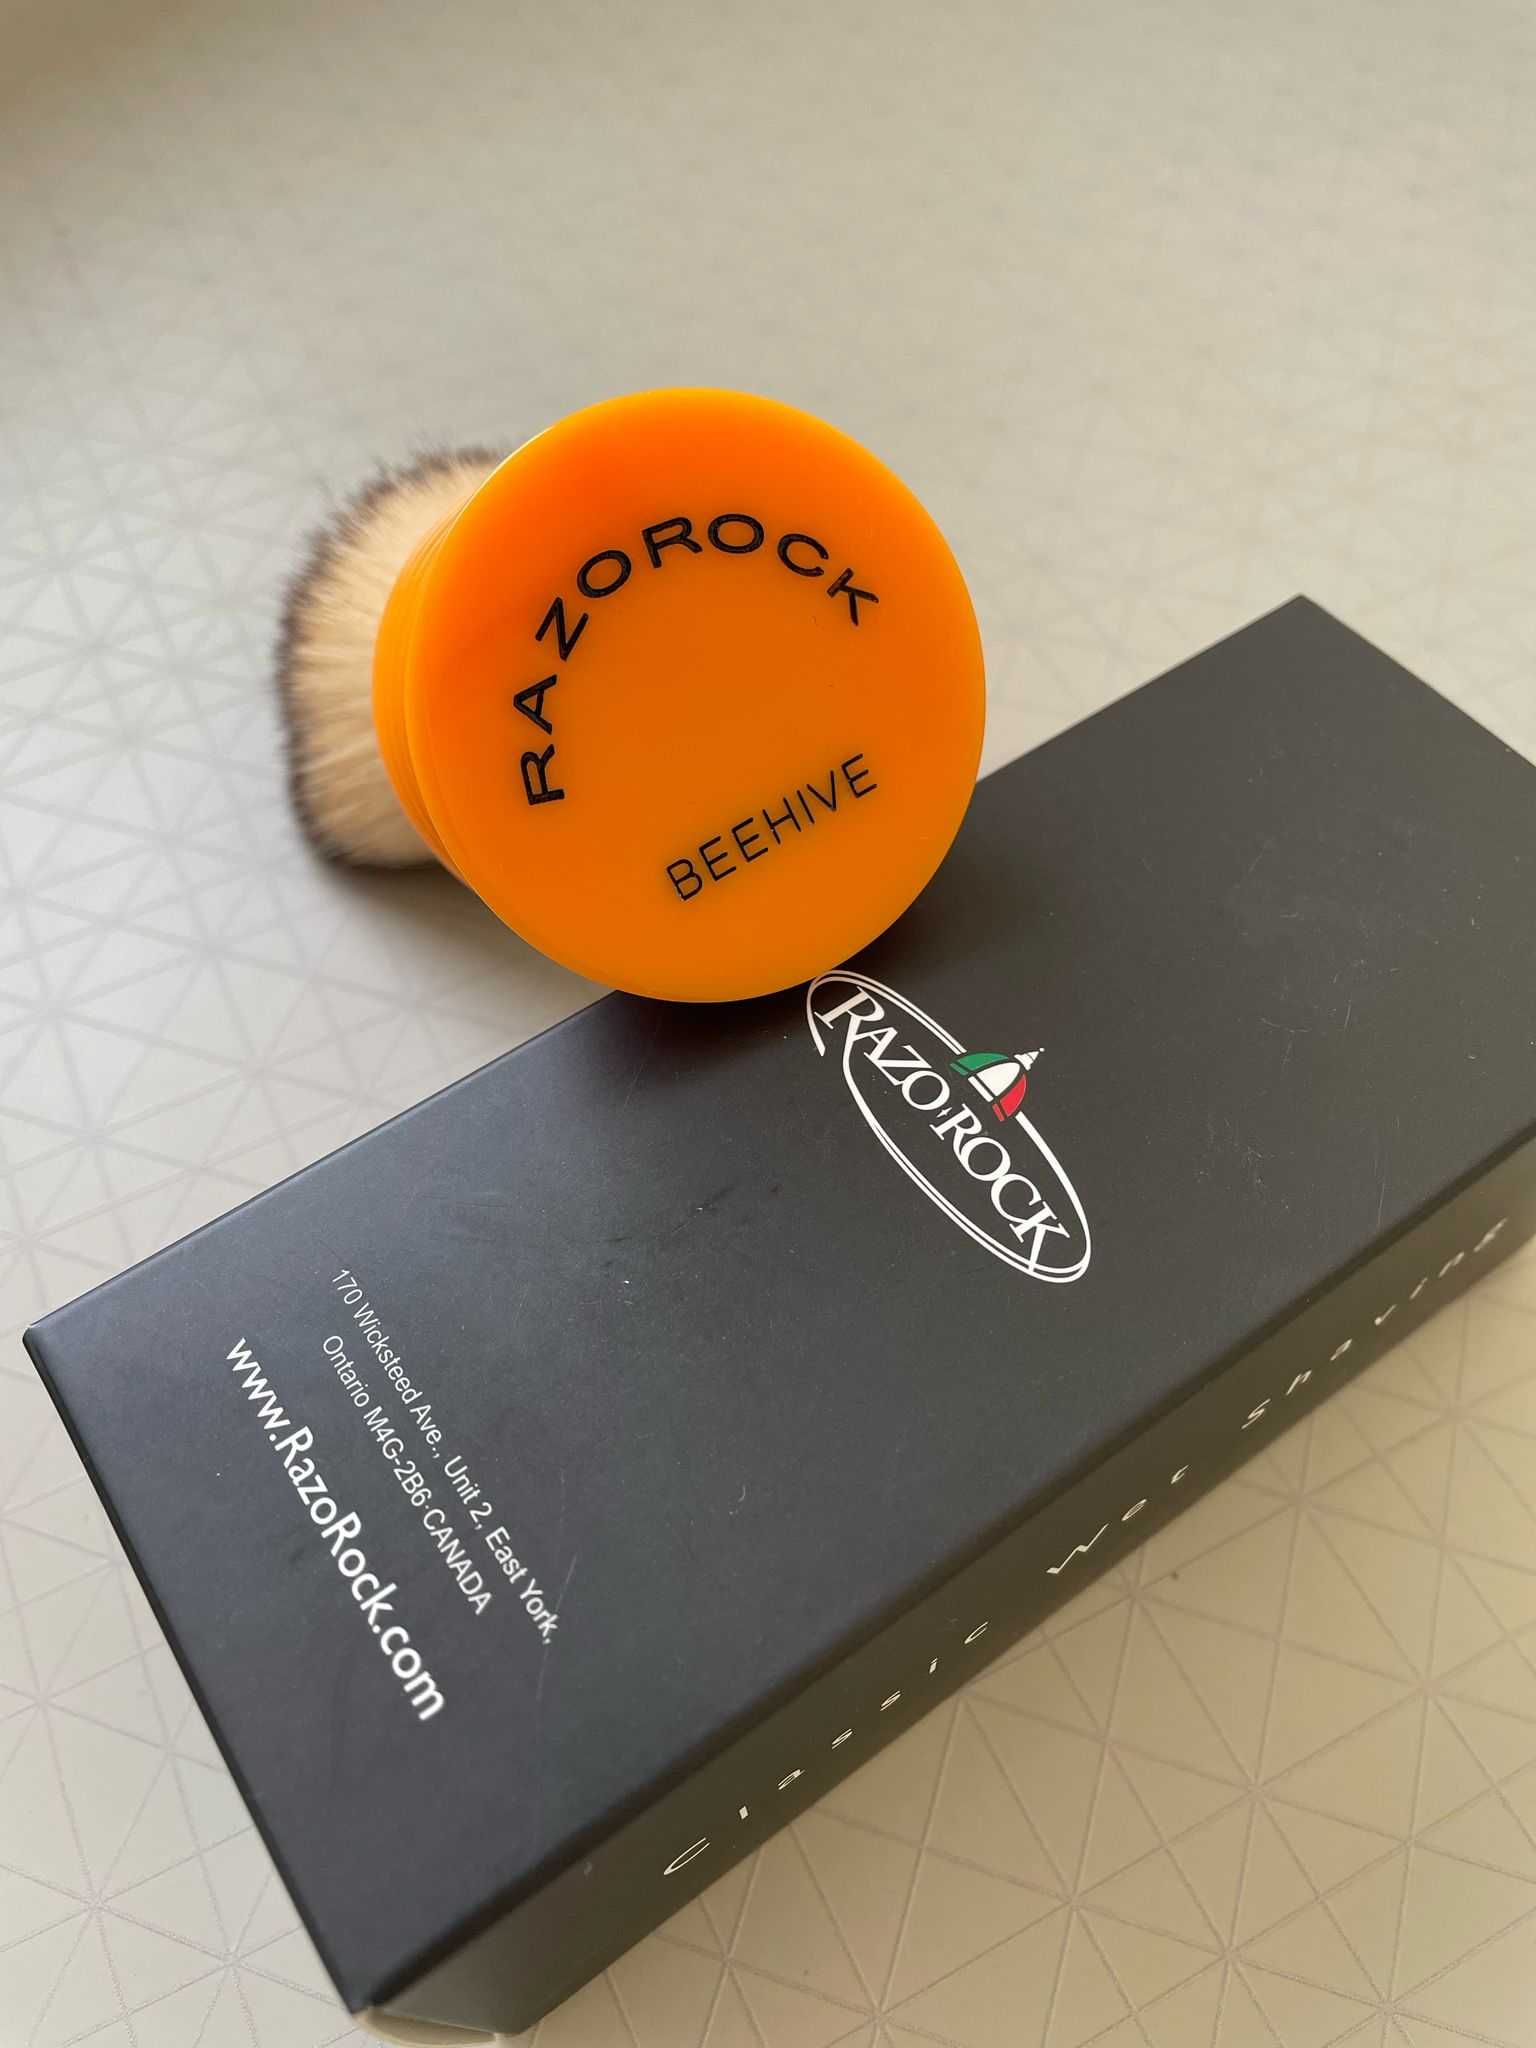 RAZOROCK
BEEHIVE
RAZOROCK
170 Wicksteed Ave., Unit 2, East York,
Ontario M4G-2B6·CANADA
www.RazoRock.com
Classic Wet Shaving